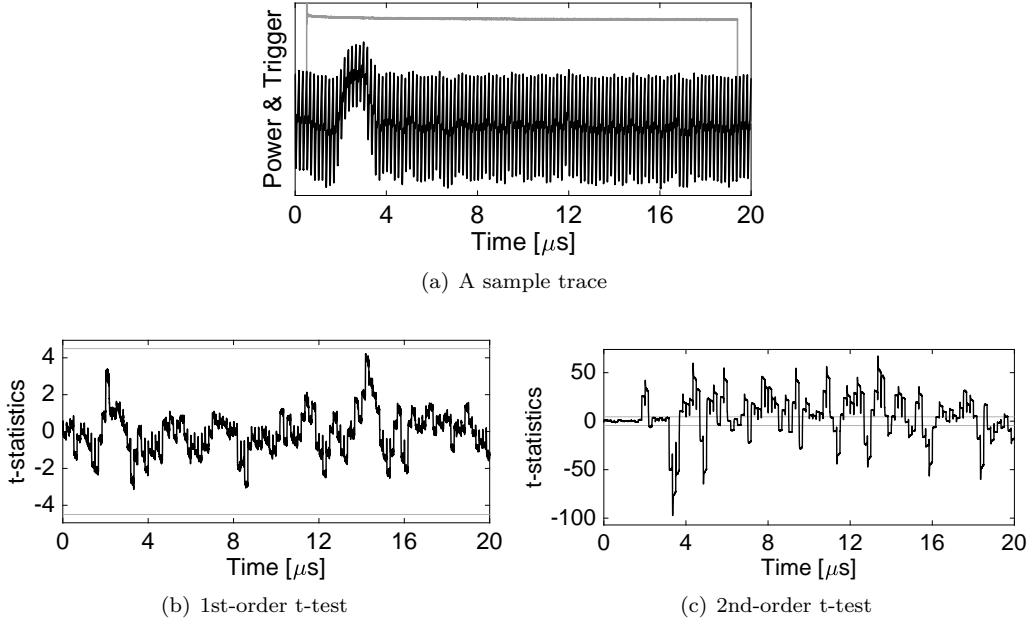 Power & Trigger
0 4 8 12 16 20
Time [μs]
(a) A sample trace
t-statistics
4
2
0
-2
-4
0 4 8 12 16 20
Time [μs]
(b) 1st-order t-test
t-statistics
50
0
-50
-100
0 4 8 12 16 20
Time [μs]
(c) 2nd-order t-test